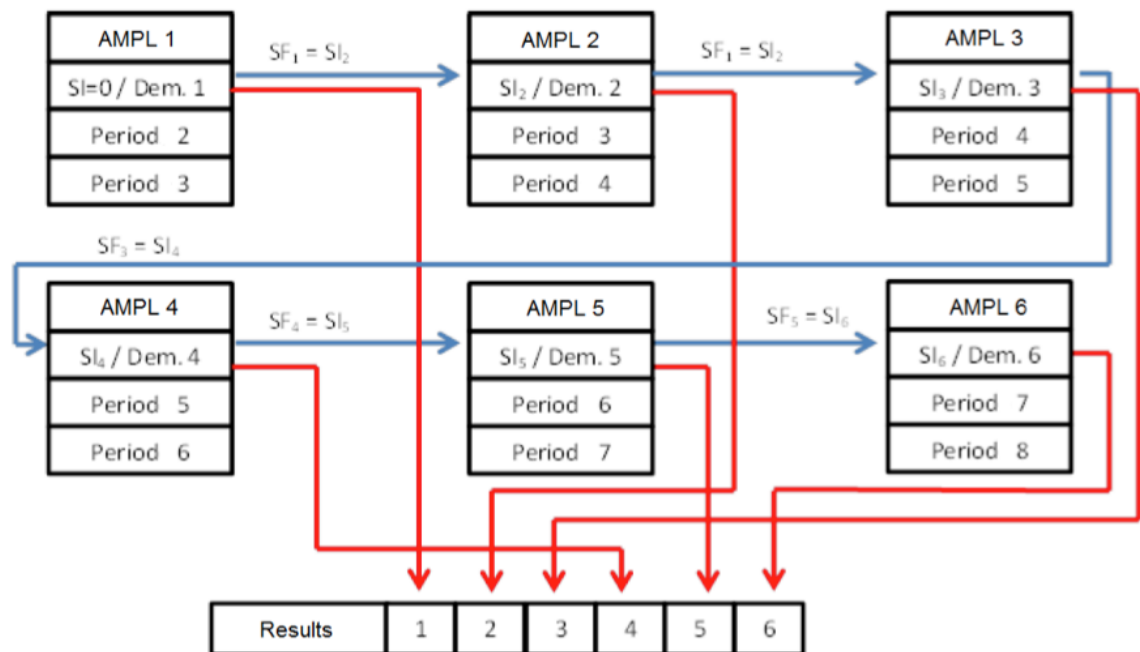 AMPL 1
SI=0 / Dem. 1
Period 2
Period 3
SF₁ = SI₂
AMPL 2
SI₂ / Dem. 2
Period 3
Period 4
SF₁ = SI₂
AMPL 3
SI₃ / Dem. 3
Period 4
Period 5
SF₃ = SI₄
AMPL 4
SI₄ / Dem. 4
Period 5
Period 6
SF₄ = SI₅
AMPL 5
SI₅ / Dem. 5
Period 6
Period 7
SF₅ = SI₆
AMPL 6
SI₆ / Dem. 6
Period 7
Period 8
Results 1 2 3 4 5 6